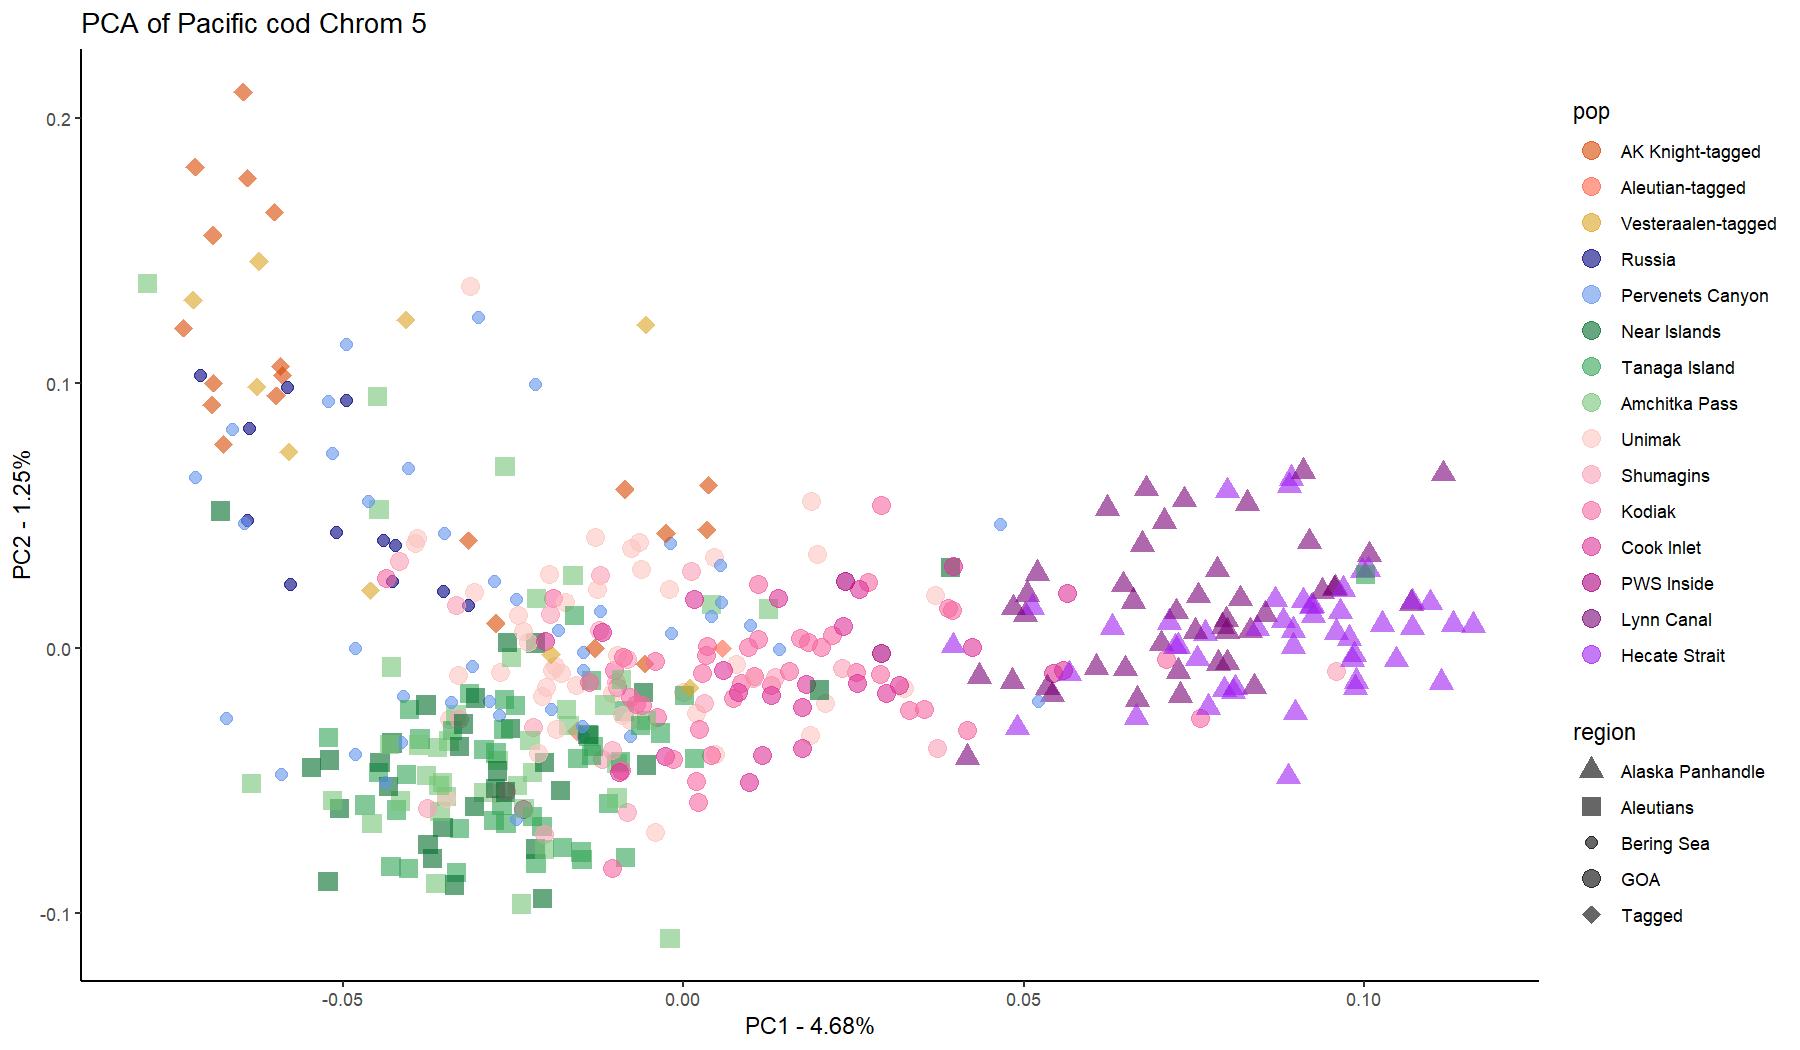 PCA of Pacific cod Chrom 5
PC2 - 1.25%
0.2
0.1
0.0
-0.1
-0.05
0.00
0.05
0.10
PC1 - 4.68%
pop
AK Knight-tagged
Aleutian-tagged
Vesteraalen-tagged
Russia
Pervenets Canyon
Near Islands
Tanaga Island
Amchitka Pass
Unimak
Shumagins
Kodiak
Cook Inlet
PWS Inside
Lynn Canal
Hecate Strait
region
Alaska Panhandle
Aleutians
Bering Sea
GOA
Tagged